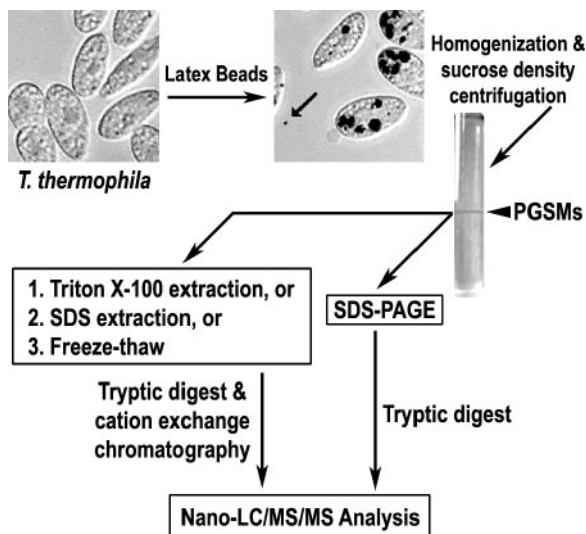 Latex Beads
Homogenization &
sucrose density
centrifugation
T. thermophila
PGSMs
1. Triton X-100 extraction, or
2. SDS extraction, or
3. Freeze-thaw
SDS-PAGE
Tryptic digest &
cation exchange
chromatography
Tryptic digest
Nano-LC/MS/MS Analysis